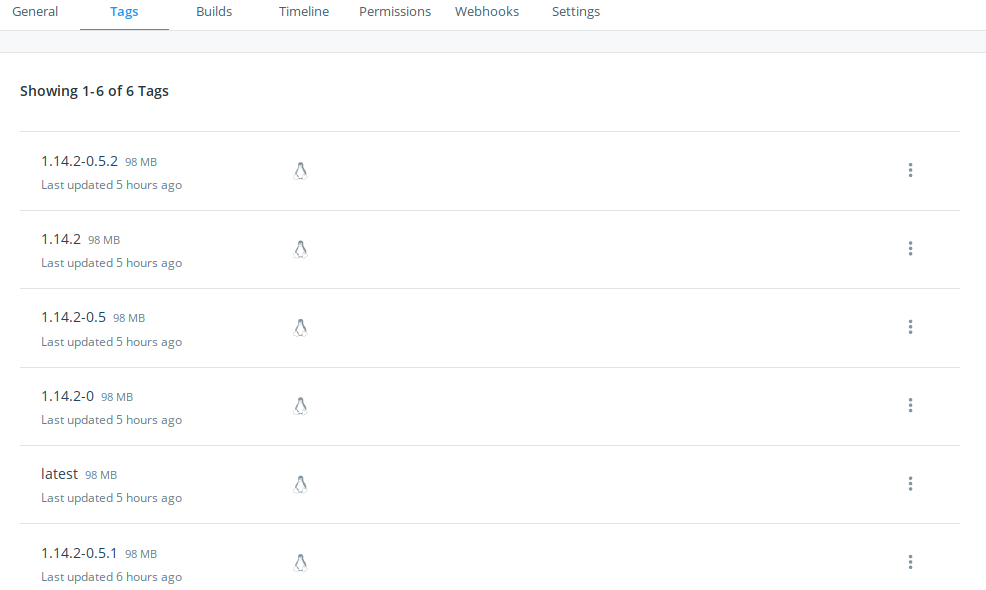 General Tags Builds Timeline Permissions Webhooks Settings
Showing 1-6 of 6 Tags
1.14.2-0.5.2 98 MB
Last updated 5 hours ago
1.14.2 98 MB
Last updated 5 hours ago
1.14.2-0.5 98 MB
Last updated 5 hours ago
1.14.2-0 98 MB
Last updated 5 hours ago
latest 98 MB
Last updated 5 hours ago
1.14.2-0.5.1 98 MB
Last updated 6 hours ago